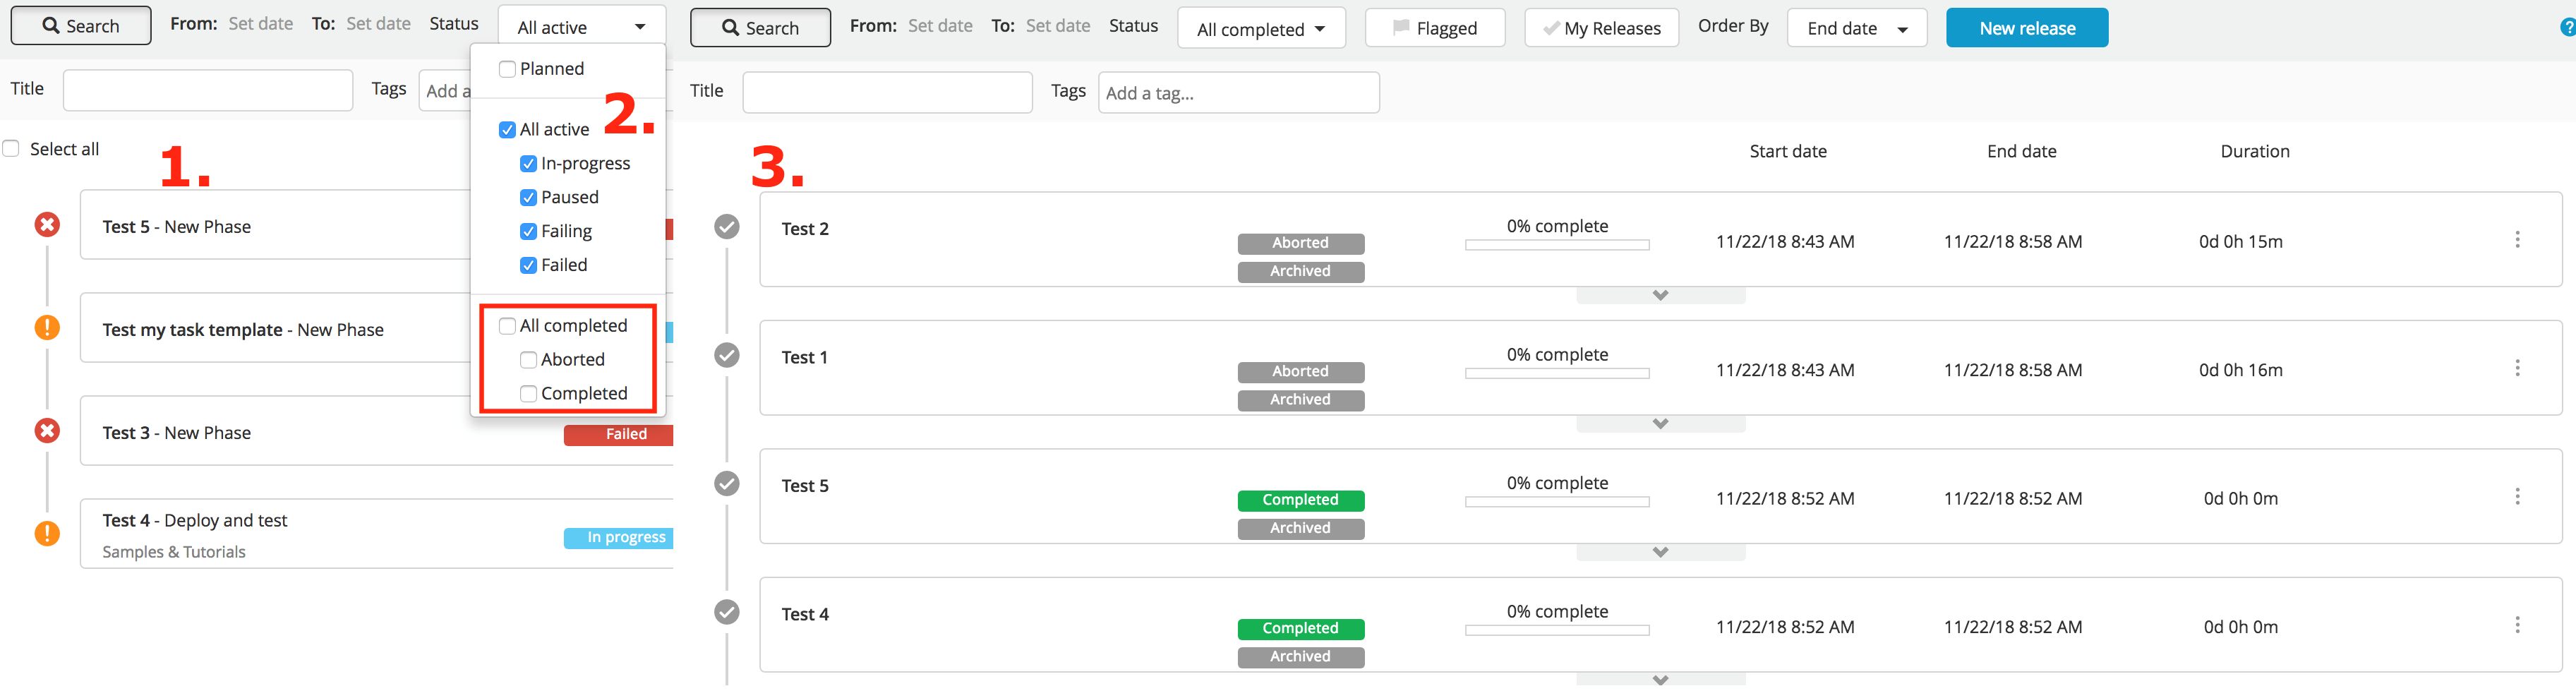 Search From: Set date To: Set date Status All active
Title Tags Add a
Select all
1.
Test 5 - New Phase
Test my task template - New Phase
Test 3 - New Phase
Failed
Test 4 - Deploy and test
Samples & Tutorials
In progress
Planned
All active
2.
In-progress
Paused
Failing
Failed
All completed
Aborted
Completed
Search From: Set date To: Set date Status All completed Flagged My Releases Order By End date New release ?
Title Tags Add a tag...
3.
Start date End date Duration
Test 2 Aborted Archived 0% complete 11/22/18 8:43 AM 11/22/18 8:58 AM 0d 0h 15m
Test 1 Aborted Archived 0% complete 11/22/18 8:43 AM 11/22/18 8:58 AM 0d 0h 16m
Test 5 Completed Archived 0% complete 11/22/18 8:52 AM 11/22/18 8:52 AM 0d 0h 0m
Test 4 Completed Archived 0% complete 11/22/18 8:52 AM 11/22/18 8:52 AM 0d 0h 0m